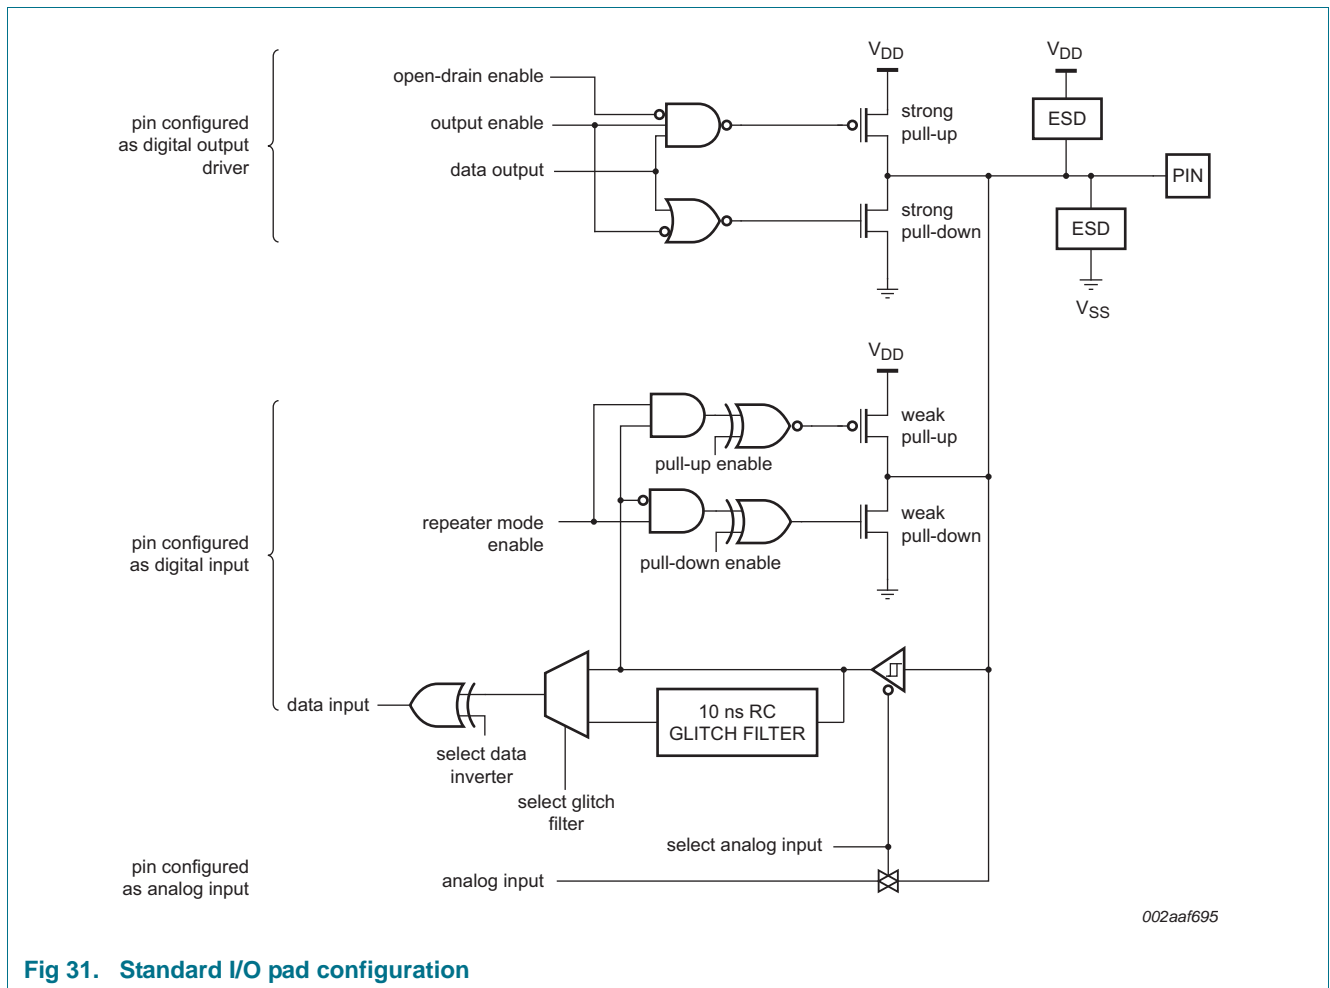 open-drain enable
output enable
data output
pin configured
as digital output
driver
VDD
strong
pull-up
strong
pull-down
VDD
ESD
PIN
ESD
VSS
VDD
weak
pull-up
pull-up enable
repeater mode
enable
pull-down enable
weak
pull-down
pin configured
as digital input
data input
select data
inverter
10 ns RC
GLITCH FILTER
select glitch
filter
select analog input
pin configured
as analog input
analog input
002aaf695
Fig 31. Standard I/O pad configuration